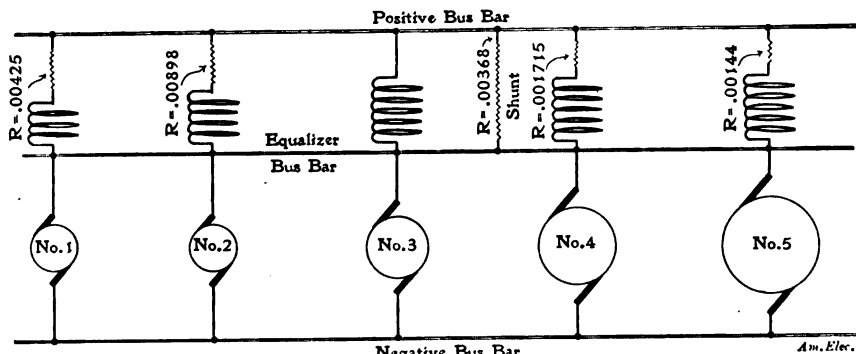 Positive Bus Bar
R=.00425
R=.00898
R=.00368
Shunt
R=.001715
R=.00144
Equalizer
Bus Bar
No.1
No.2
No.3
No.4
No.5
Negative Bus Bar
Am. Elec.